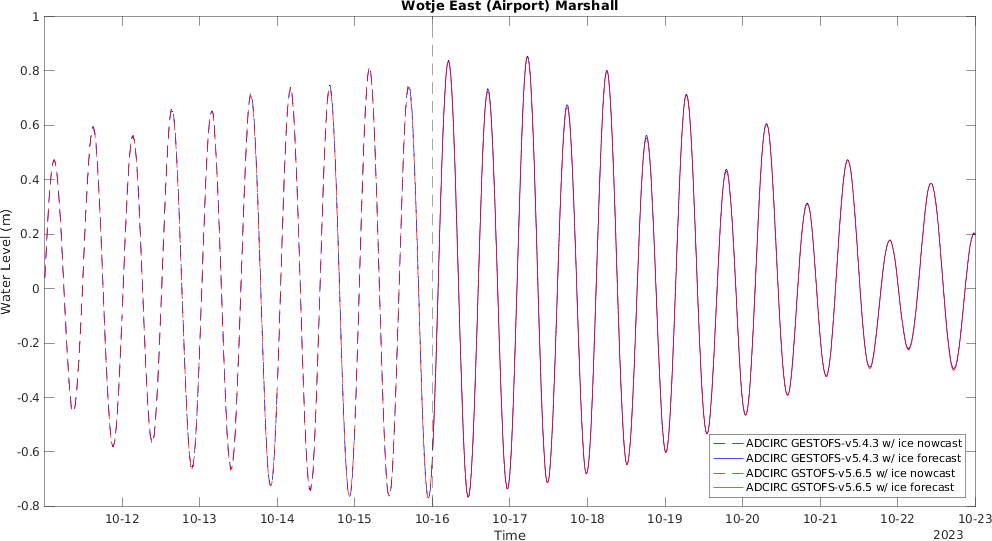 Wotje East (Airport) Marshall
1
0.8
0.6
0.4
0.2
0
-0.2
-0.4
-0.6
-0.8
Water Level (m)
ADCIRC GESTOFS-v5.4.3 w/ ice nowcast
ADCIRC GESTOFS-v5.4.3 w/ ice forecast
ADCIRC GSTOFS-v5.6.5 w/ ice nowcast
ADCIRC GSTOFS-v5.6.5 w/ ice forecast
10-12 10-13 10-14 10-15 10-16 10-17 10-18 10-19 10-20 10-21 10-22 10-23
Time
2023